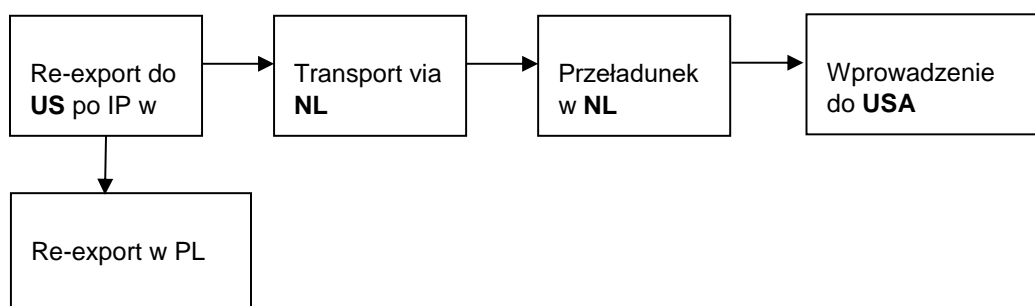 Re-export do
US po IP w
Transport via
NL
Przeładunek
w NL
Wprowadzenie
do USA
Re-export w PL